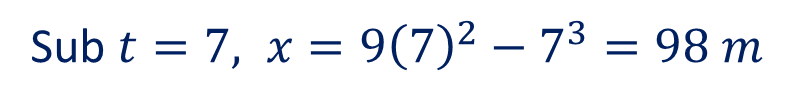 Sub t = 7, x = 9(7)² − 7³ = 98 m